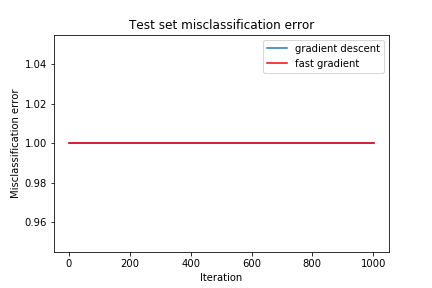 Test set misclassification error
gradient descent
fast gradient
1.04
1.02
1.00
0.98
0.96
Misclassification error
0 200 400 600 800 1000
Iteration